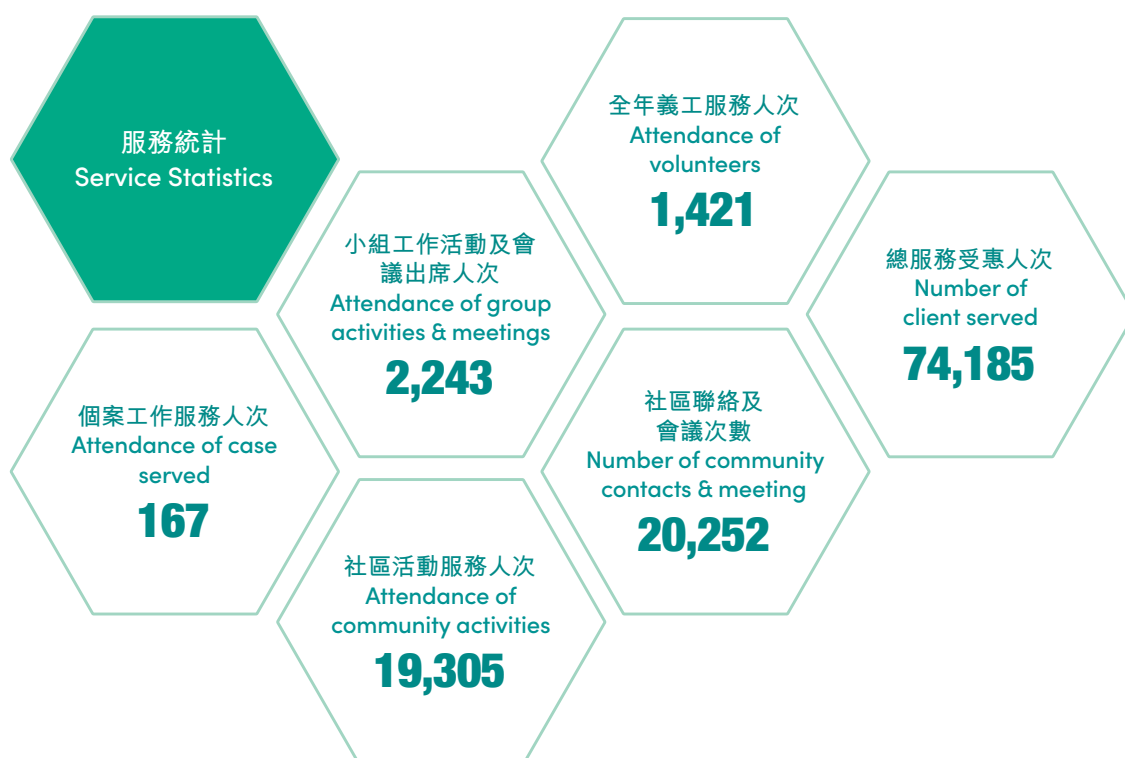 服務統計
Service Statistics
全年義工服務人次
Attendance of
volunteers
1,421
小組工作活動及會
議出席人次
Attendance of group
activities & meetings
2,243
總服務受惠人次
Number of
client served
74,185
個案工作服務人次
Attendance of case
served
167
社區聯絡及
會議次數
Number of community
contacts & meeting
20,252
社區活動服務人次
Attendance of
community activities
19,305